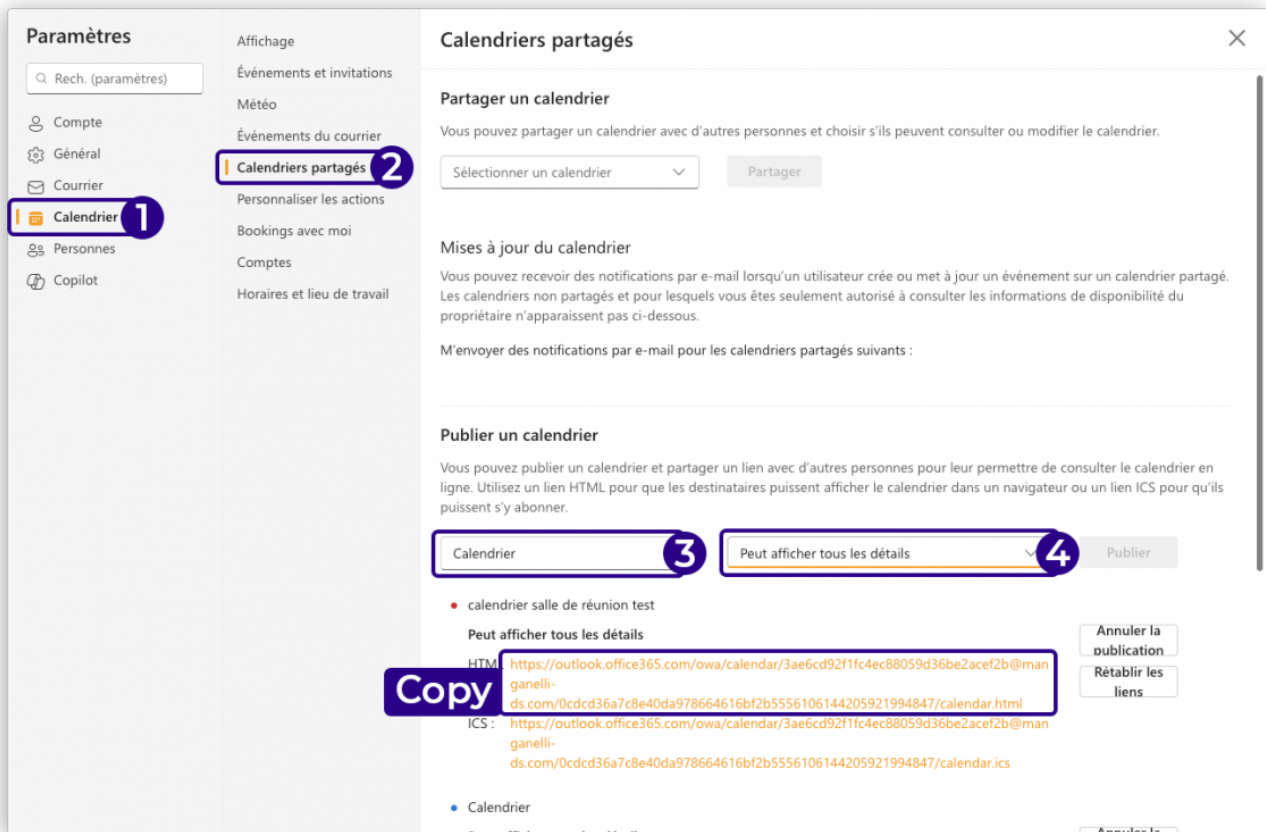 Paramètres
Rech. (paramètres)
Compte
Général
Courrier
Calendrier 1
Personnes
Copilot
Affichage
Événements et invitations
Météo
Événements du courrier
Calendriers partagés 2
Personnaliser les actions
Bookings avec moi
Comptes
Horaires et lieu de travail
Calendriers partagés
Partager un calendrier
Vous pouvez partager un calendrier avec d'autres personnes et choisir s'ils peuvent consulter ou modifier le calendrier.
Sélectionner un calendrier
Partager
Mises à jour du calendrier
Vous pouvez recevoir des notifications par e-mail lorsqu'un utilisateur crée ou met à jour un événement sur un calendrier partagé.
Les calendriers non partagés et pour lesquels vous êtes seulement autorisé à consulter les informations de disponibilité du
propriétaire n'apparaissent pas ci-dessous.
M'envoyer des notifications par e-mail pour les calendriers partagés suivants :
Publier un calendrier
Vous pouvez publier un calendrier et partager un lien avec d'autres personnes pour leur permettre de consulter le calendrier en
ligne. Utilisez un lien HTML pour que les destinataires puissent afficher le calendrier dans un navigateur ou un lien ICS pour qu'ils
puissent s'y abonner.
Calendrier 3
Peut afficher tous les détails 4
Publier
calendrier salle de réunion test
Peut afficher tous les détails
Annuler la
publication
Rétablir les
liens
Copy
https://outlook.office365.com/owa/calendar/3ae6cd92f1fc4ec88059d36be2acef2b@man
ganelli-
ds.com/0cdcd36a7c8e40da978664616bf2b5556106144205921994847/calendar.html
ICS : https://outlook.office365.com/owa/calendar/3ae6cd92f1fc4ec88059d36be2acef2b@man
ganelli-
ds.com/0cdcd36a7c8e40da978664616bf2b5556106144205921994847/calendar.ics
Calendrier